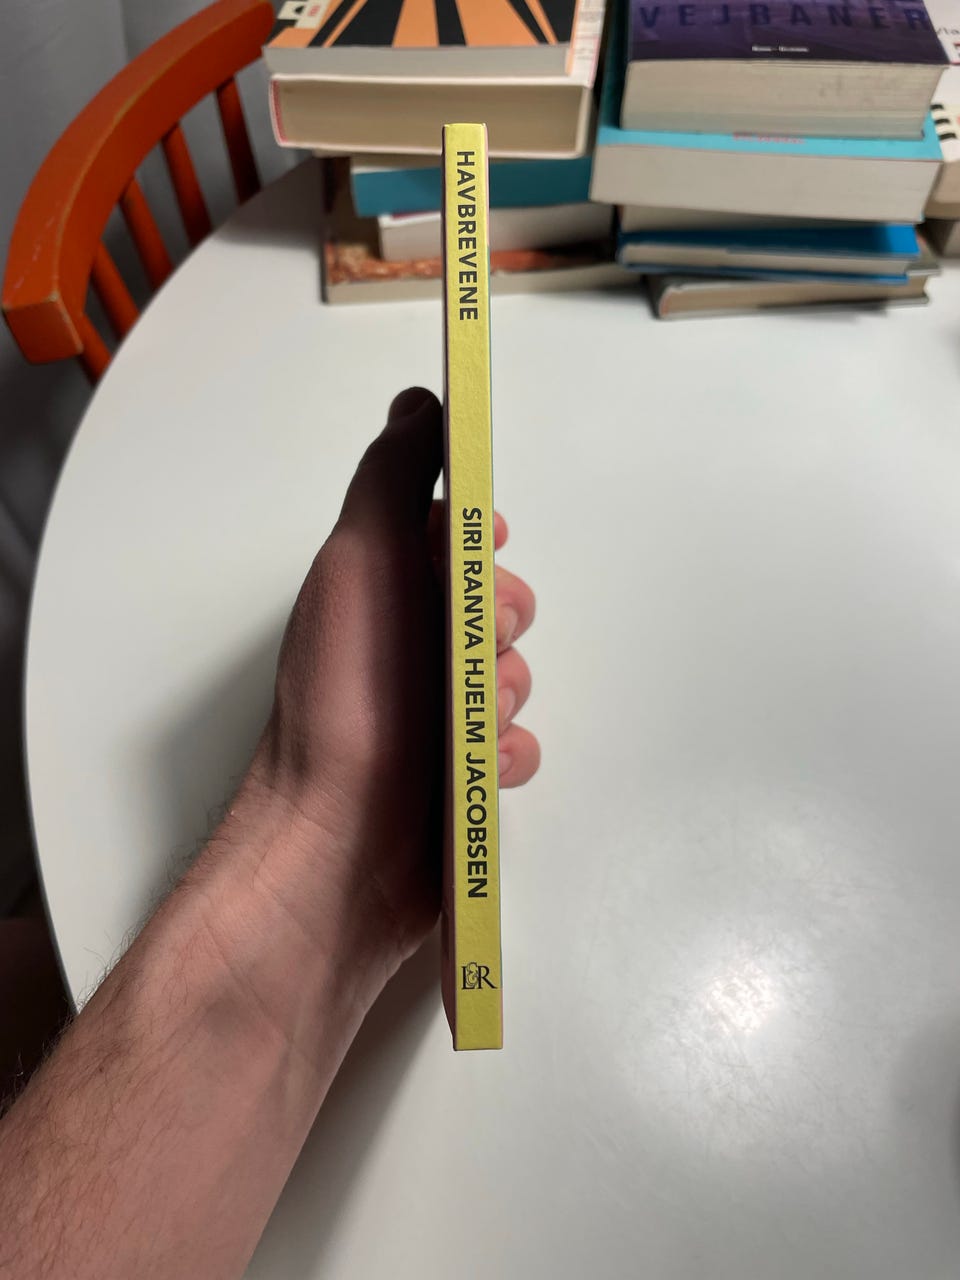 VEJBANER
HAVBREVENE
SIRI RANVA HJELM JACOBSEN
L&R